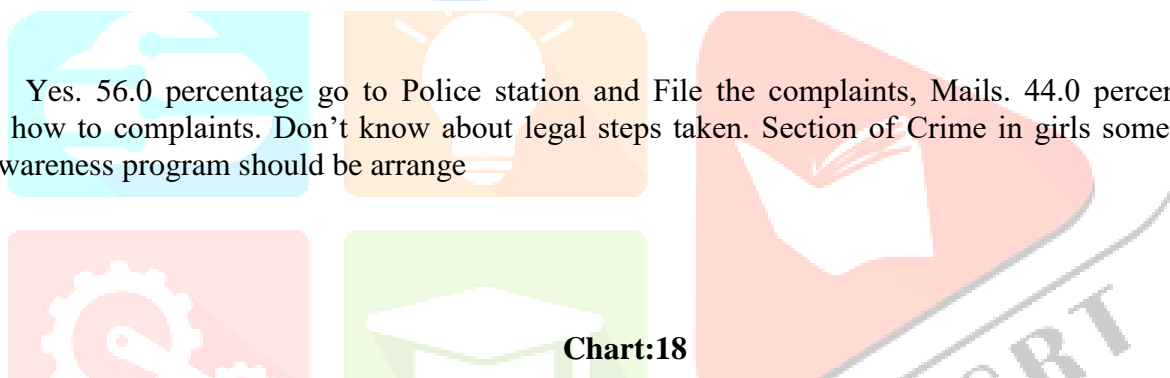 Yes. 56.0 percentage go to Police station and File the complaints, Mails. 44.0 percen
how to complaints. Don't know about legal steps taken. Section of Crime in girls some
wareness program should be arrange
Chart:18
RT